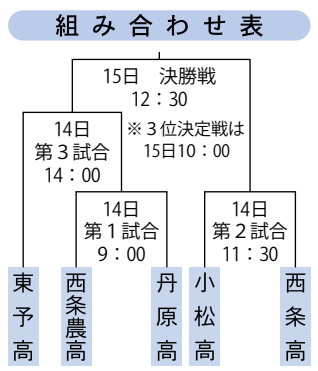 組み合わせ表
15日　決勝戦
12：30
※３位決定戦は
15日10：00
14日
第３試合
14：00
14日
第１試合
9：00
14日
第２試合
11：30
東予高
西条農高
丹原高
小松高
西条高